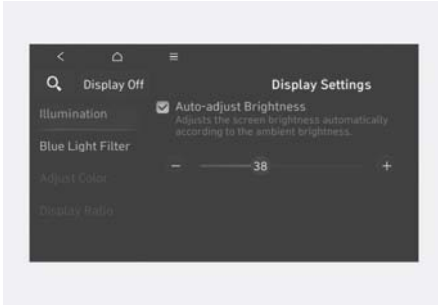 Display Off
Display Settings
Illumination
Auto-adjust Brightness
Adjusts the screen brightness automatically
according to the ambient brightness.
Blue Light Filter
38
Adjust Color
Display Ratio